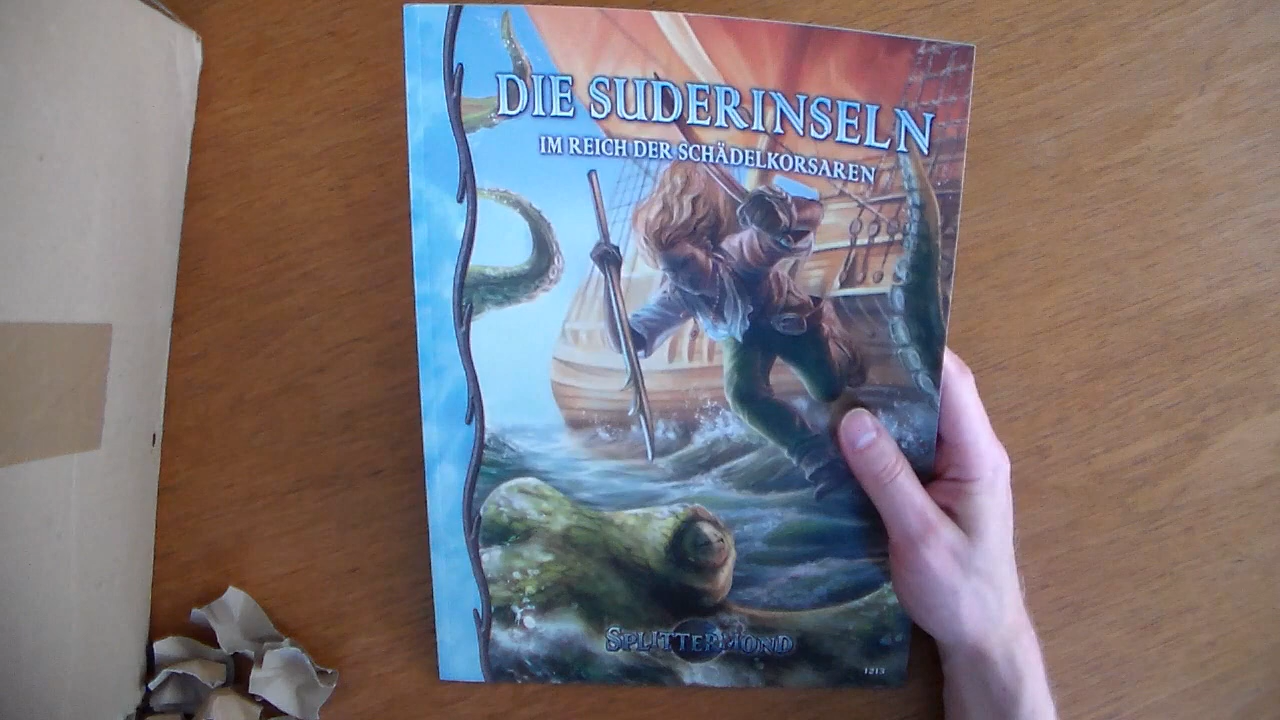 DIE SUDERINSELN
IM REICH DER SCHÄDELKORSAREN
SPLITTERMOND